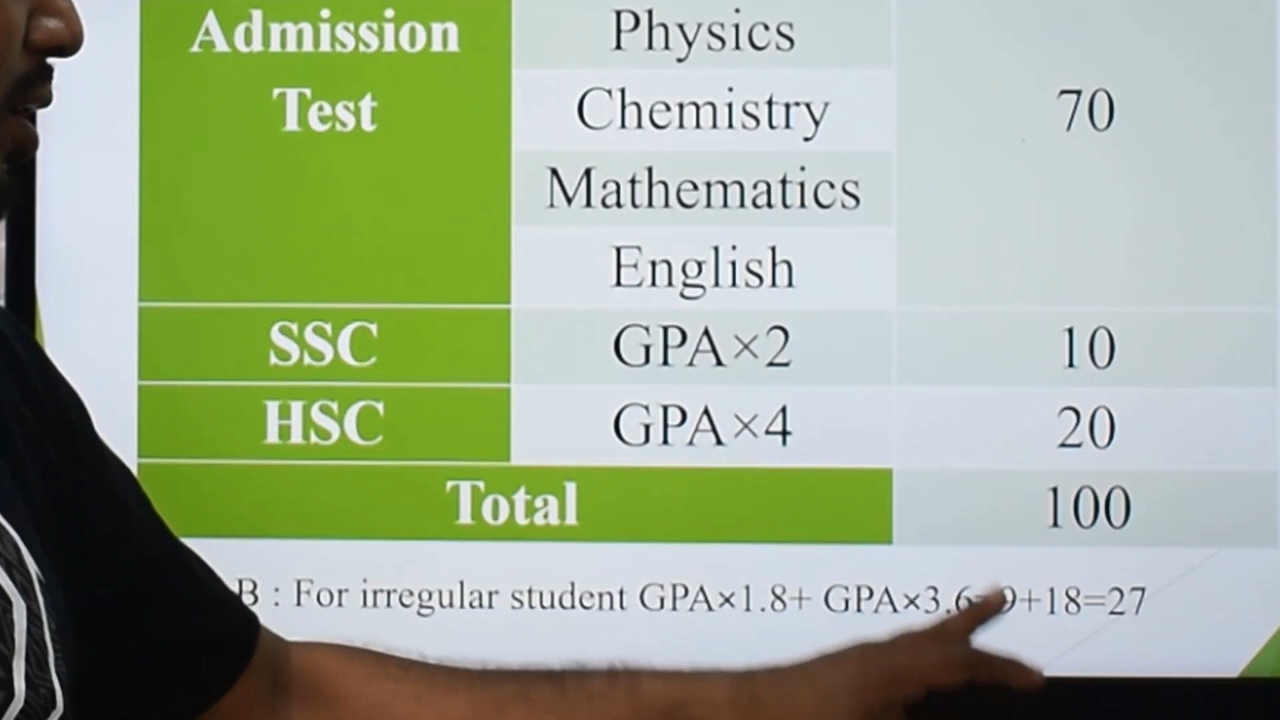 Admission Physics
Test Chemistry 70
Mathematics
English
SSC GPA×2 10
HSC GPA×4 20
Total 100
B : For irregular student GPA×1.8+ GPA×3.6=9+18=27